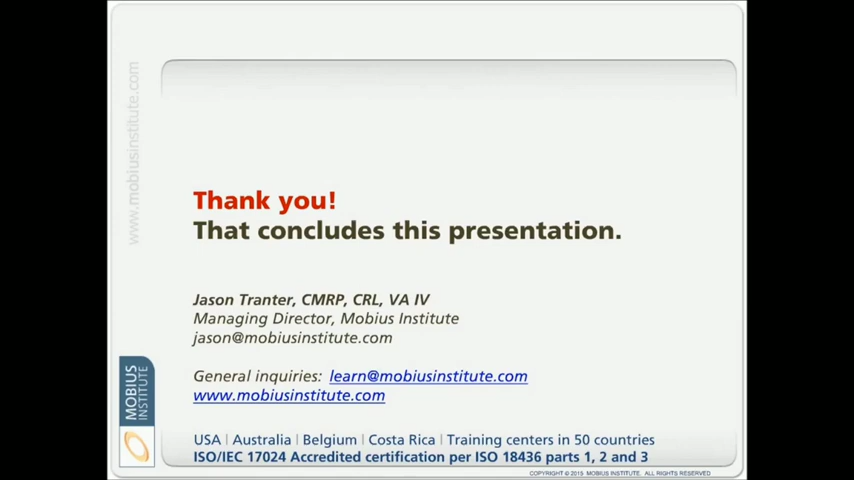 www.mobiusinstitute.com
Thank you!
That concludes this presentation.
Jason Tranter, CMRP, CRL, VA IV
Managing Director, Mobius Institute
jason@mobiusinstitute.com
General inquiries: learn@mobiusinstitute.com
www.mobiusinstitute.com
MOBIUS
INSTITUTE
USA | Australia | Belgium | Costa Rica | Training centers in 50 countries
ISO/IEC 17024 Accredited certification per ISO 18436 parts 1, 2 and 3
COPYRIGHT © 2015 MOBIUS INSTITUTE. ALL RIGHTS RESERVED